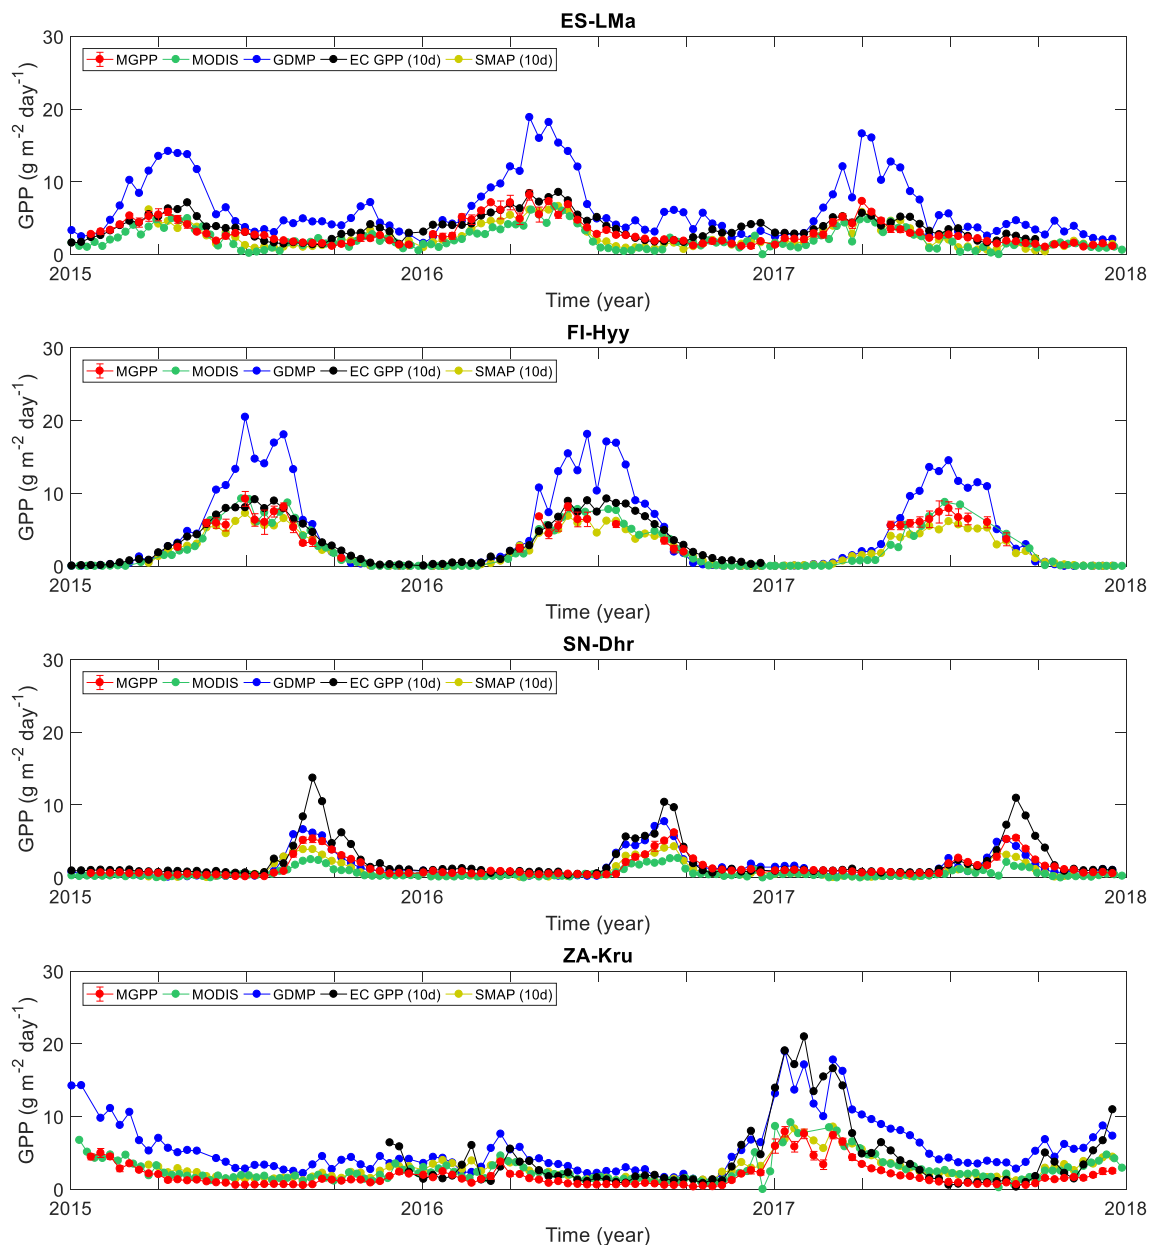 ES-LMa
30
20
10
0
GPP (g m⁻² day⁻¹)
MGPP MODIS GDMP EC GPP (10d) SMAP (10d)
2015 2016 2017 2018
Time (year)
FI-Hyy
30
20
10
0
GPP (g m⁻² day⁻¹)
MGPP MODIS GDMP EC GPP (10d) SMAP (10d)
2015 2016 2017 2018
Time (year)
SN-Dhr
30
20
10
0
GPP (g m⁻² day⁻¹)
MGPP MODIS GDMP EC GPP (10d) SMAP (10d)
2015 2016 2017 2018
Time (year)
ZA-Kru
30
20
10
0
GPP (g m⁻² day⁻¹)
MGPP MODIS GDMP EC GPP (10d) SMAP (10d)
2015 2016 2017 2018
Time (year)